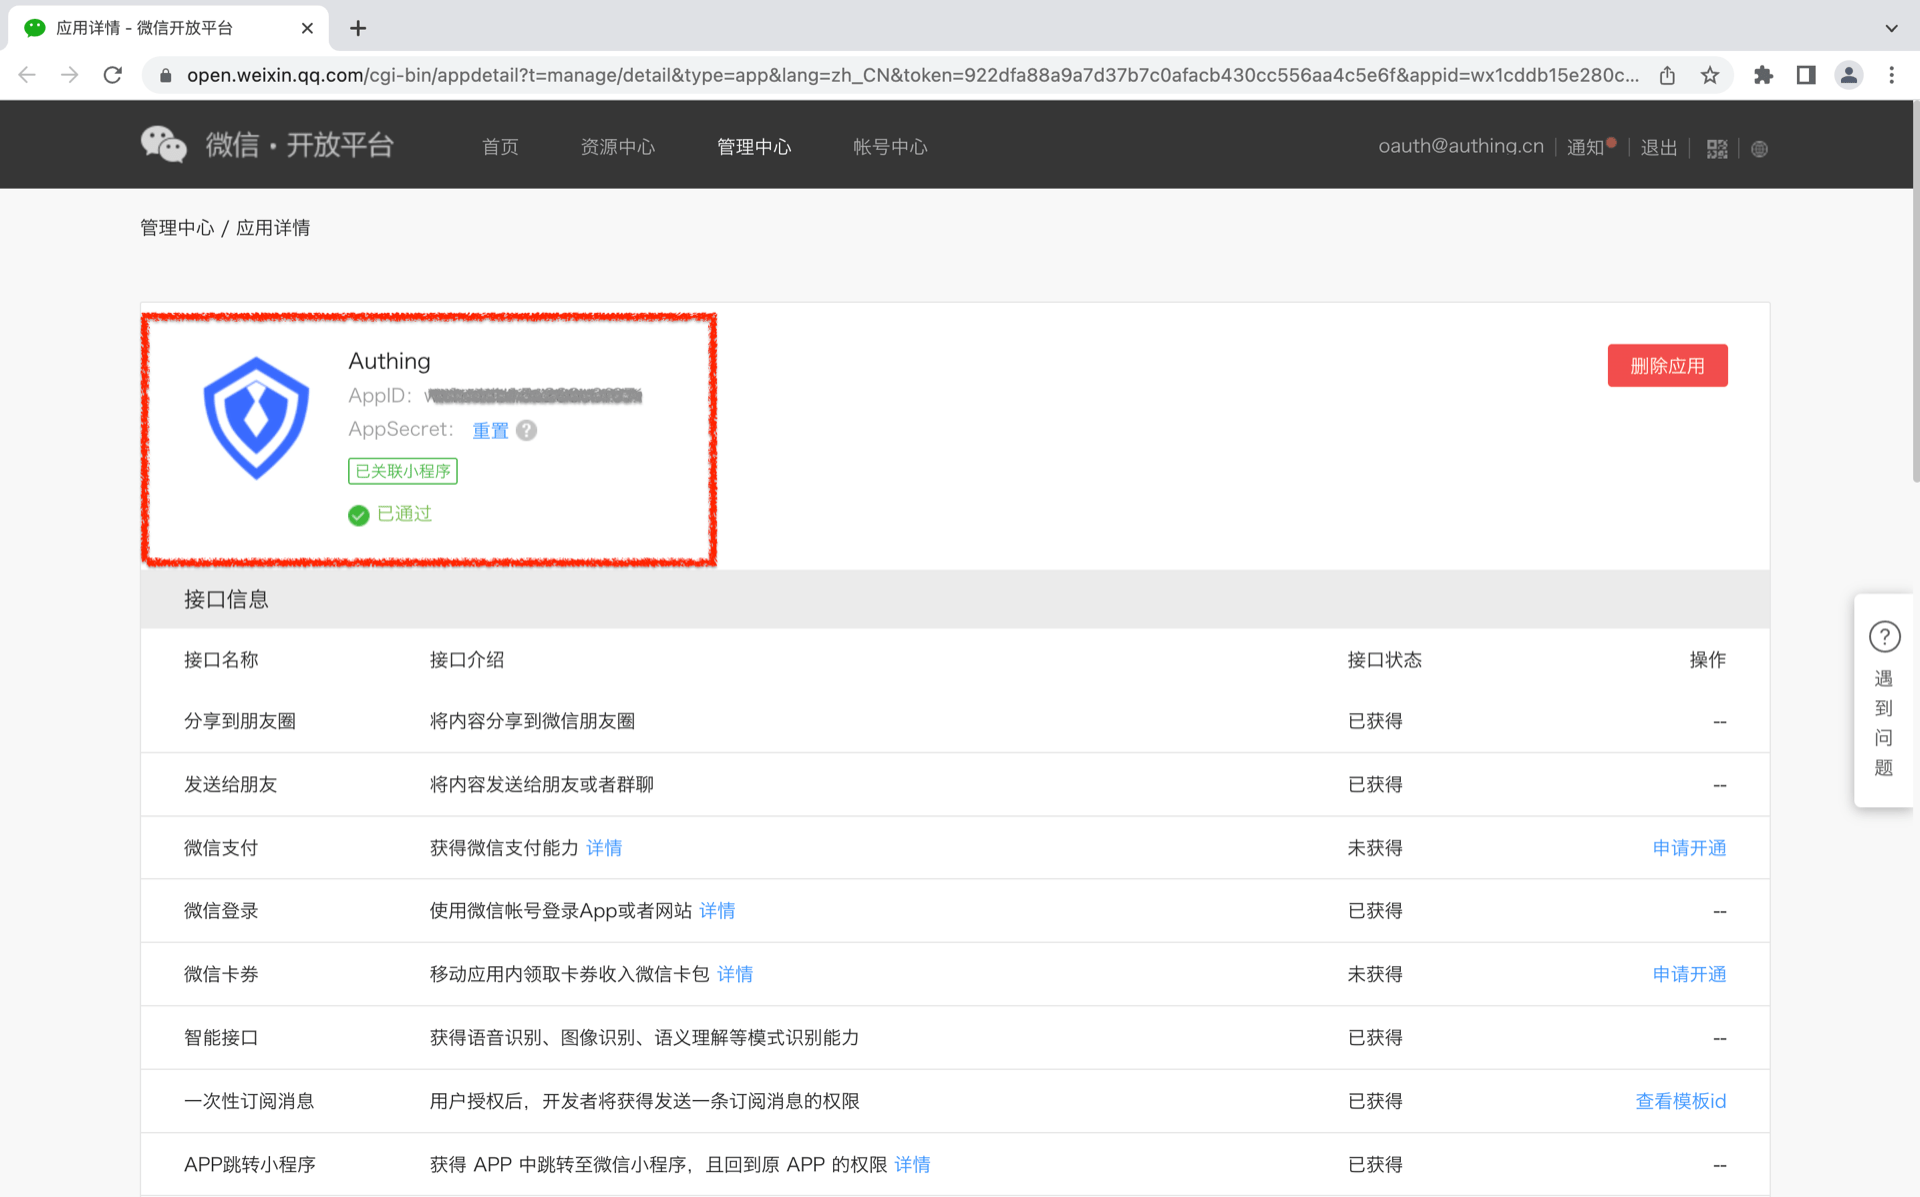 应用详情 - 微信开放平台
open.weixin.qq.com/cgi-bin/appdetail?t=manage/detail&type=app&lang=zh_CN&token=922dfa88a9a7d37b7c0afacb430cc556aa4c5e6f&appid=wx1cddb15e280c...
微信·开放平台 首页 资源中心 管理中心 帐号中心 oauth@authing.cn 通知 退出
管理中心 / 应用详情
Authing
删除应用
AppID:
AppSecret: 重置 ?
已关联小程序
已通过
接口信息
接口名称 接口介绍 接口状态 操作
分享到朋友圈 将内容分享到微信朋友圈 已获得 --
发送给朋友 将内容发送给朋友或者群聊 已获得 --
微信支付 获得微信支付能力 详情 未获得 申请开通
微信登录 使用微信帐号登录App或者网站 详情 已获得 --
微信卡券 移动应用内领取卡券收入微信卡包 详情 未获得 申请开通
智能接口 获得语音识别、图像识别、语义理解等模式识别能力 已获得 --
一次性订阅消息 用户授权后，开发者将获得发送一条订阅消息的权限 已获得 查看模板id
APP跳转小程序 获得 APP 中跳转至微信小程序，且回到原 APP 的权限 详情 已获得 --
?
遇
到
问
题